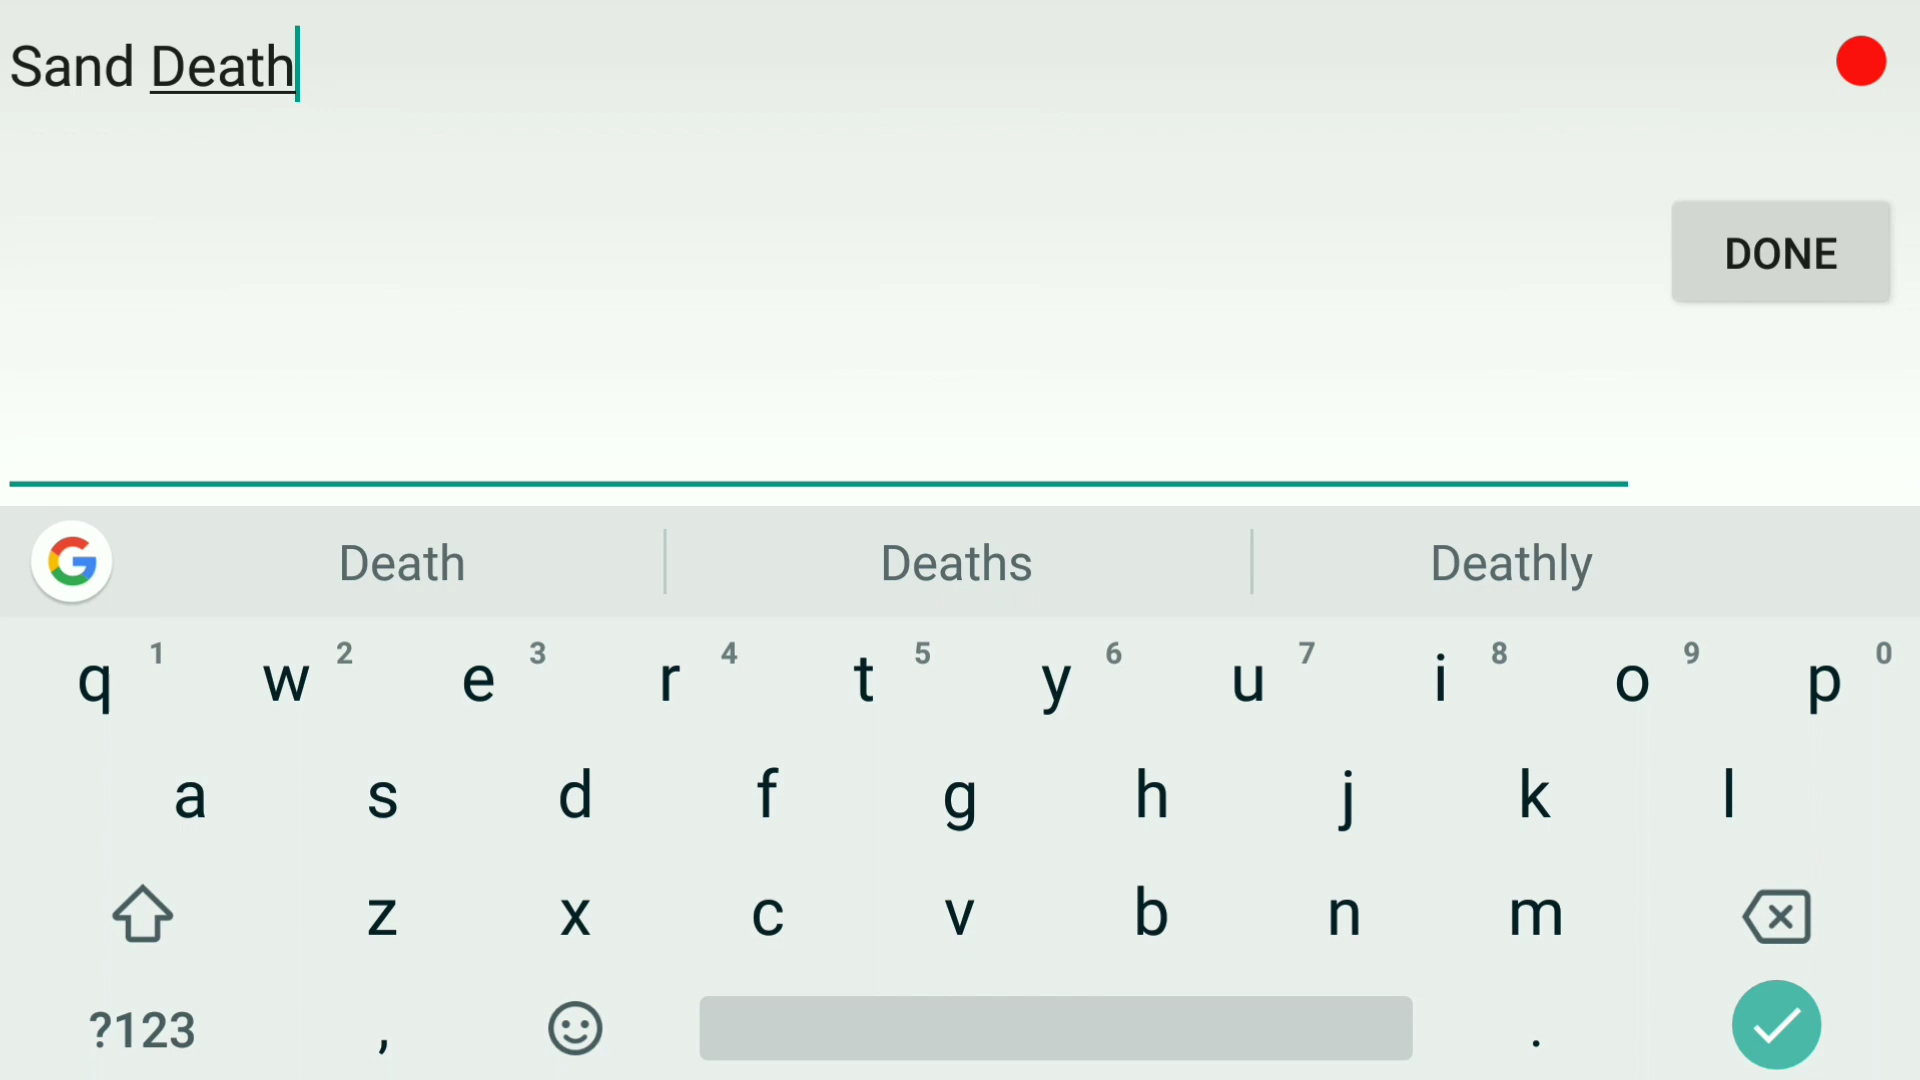 Sand Death
DONE
Death Deaths Deathly
q 1 w 2 e 3 r 4 t 5 y 6 u 7 i 8 o 9 p 0
a s d f g h j k l
z x c v b n m
?123 , .